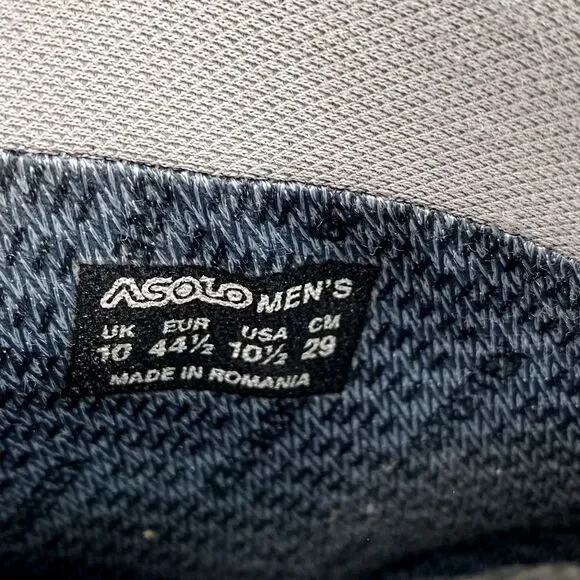 ASOLO MEN'S
UK EUR USA CM
10 44½ 10½ 29
MADE IN ROMANIA